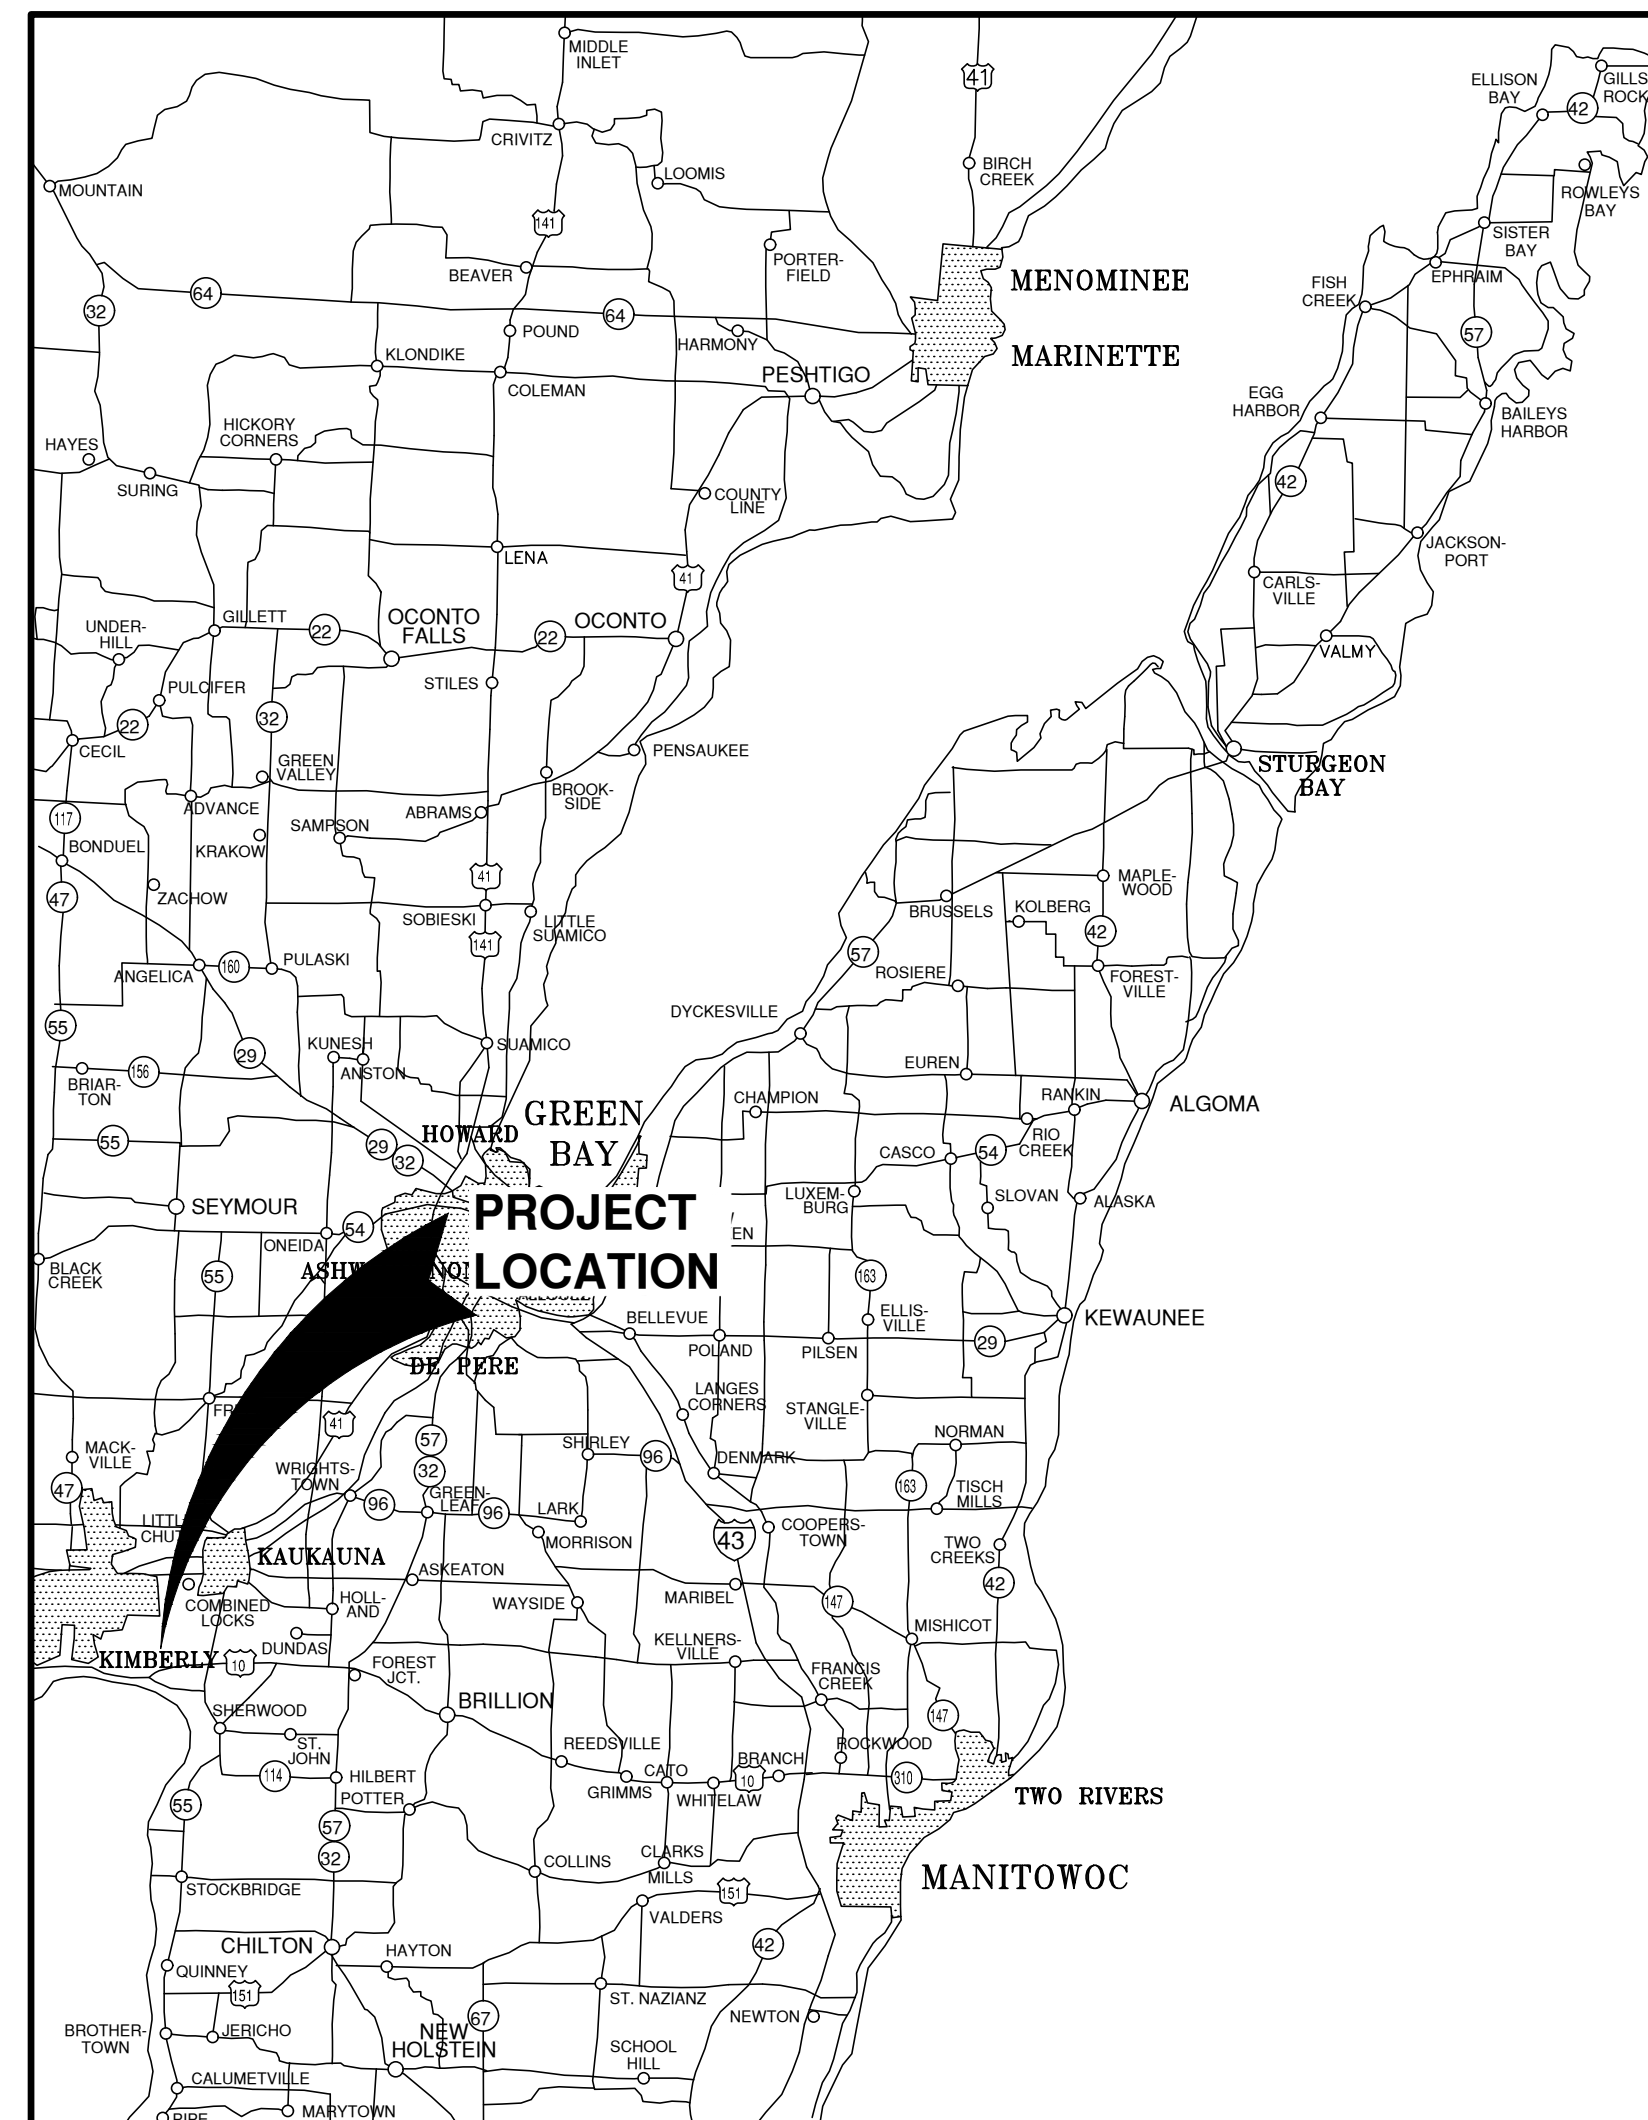 MIDDLE
INLET
41
ELLISON
BAY
GILLS
ROCK
42
CRIVITZ
LOOMIS
BIRCH
CREEK
MOUNTAIN
ROWLEYS
BAY
141
SISTER
BAY
PORTER-
FIELD
BEAVER
MENOMINEE
EPHRAIM
FISH
CREEK
64
32
64
POUND
HARMONY
57
KLONDIKE
MARINETTE
COLEMAN
PESHTIGO
EGG
HARBOR
BAILEYS
HARBOR
HICKORY
CORNERS
HAYES
SURING
COUNTY
LINE
42
LENA
JACKSON-
PORT
41
CARLS-
VILLE
GILLETT
22
OCONTO
FALLS
22
OCONTO
UNDER-
HILL
VALMY
PULCIFER
STILES
22
32
CECIL
PENSAUKEE
GREEN
VALLEY
STURGEON
BAY
BROOK-
SIDE
ADVANCE
ABRAMS
117
SAMPSON
BONDUEL
KRAKOW
41
MAPLE-
WOOD
47
ZACHOW
SOBIESKI
LITTLE
SUAMICO
BRUSSELS
KOLBERG
141
42
57
ANGELICA
160
PULASKI
ROSIERE
FOREST-
VILLE
DYCKESVILLE
55
29
KUNESH
SUAMICO
156
ANSTON
BRIAR-
TON
EUREN
CHAMPION
RANKIN
ALGOMA
GREEN
BAY
HOWARD
55
29
32
RIO
CREEK
CASCO
54
SEYMOUR
PROJECT
LOCATION
LUXEM-
BURG
SLOVAN
ALASKA
EN
54
ONEIDA
BLACK
CREEK
55
163
BELLEVUE
ELLIS-
VILLE
KEWAUNEE
POLAND
PILSEN
29
DE PERE
LANGES
CORNERS
41
STANGLE-
VILLE
57
NORMAN
MACK-
VILLE
SHIRLEY
96
DENMARK
32
47
WRIGHTS-
TOWN
GREEN-
LEAF
163
TISCH
MILLS
96
96
LARK
MORRISON
43
COOPERS-
TOWN
TWO
CREEKS
KAUKAUNA
ASKEATON
42
COMBINED
LOCKS
HOLL-
AND
WAYSIDE
MARIBEL
147
MISHICOT
DUNDAS
KIMBERLY
10
KELLNERS-
VILLE
FOREST
JCT.
FRANCIS
CREEK
SHERWOOD
BRILLION
147
ST.
JOHN
REEDSVILLE
BRANCH
ROCKWOOD
114
HILBERT
CATO
10
310
GRIMMS
WHITELAW
TWO RIVERS
55
POTTER
57
32
COLLINS
CLARKS
MILLS
MANITOWOC
STOCKBRIDGE
151
VALDERS
CHILTON
HAYTON
42
QUINNEY
151
ST. NAZIANZ
67
NEWTON
BROTHER-
TOWN
JERICHO
NEW
HOLSTEIN
SCHOOL
HILL
CALUMETVILLE
MARYTOWN